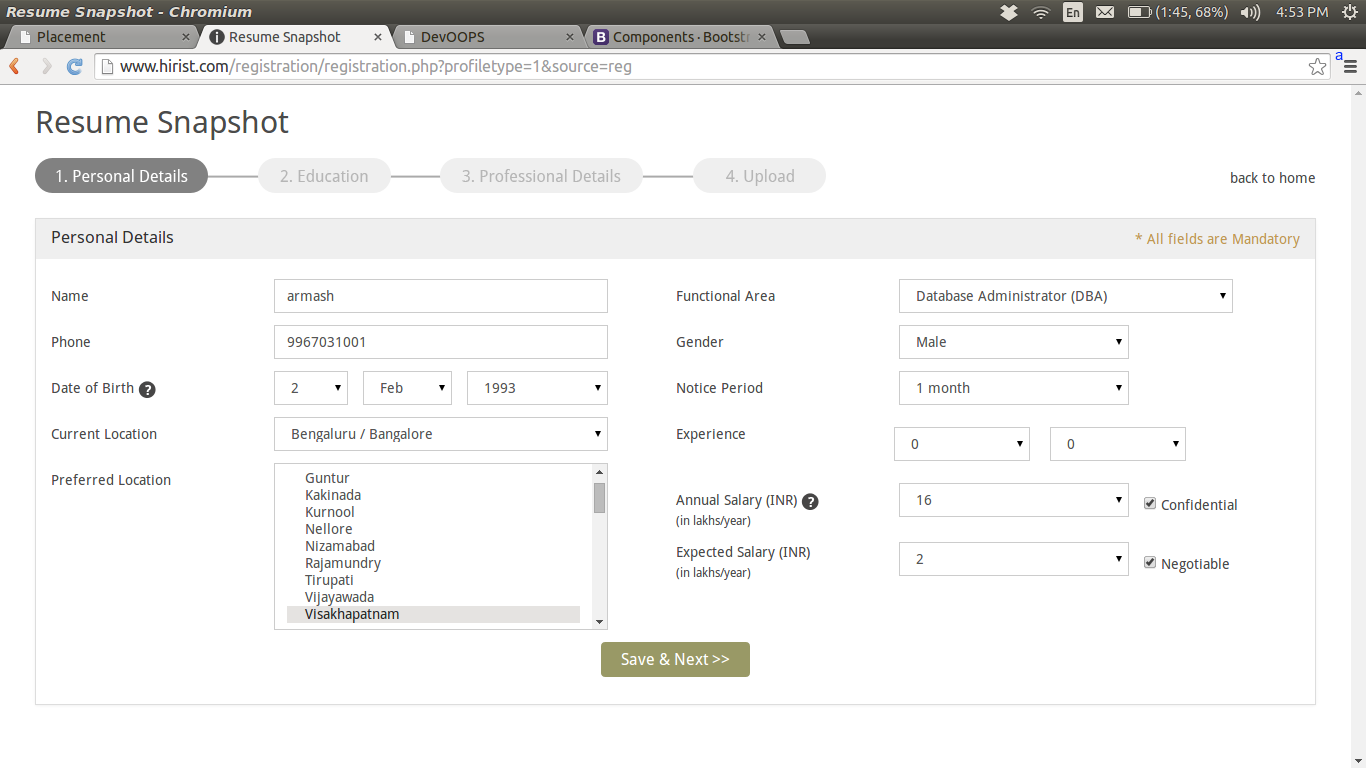 Resume Snapshot - Chromium
En
(1:45, 68%)
4:53 PM
Placement
Resume Snapshot
DevOOPS
Components · Bootstr
www.hirist.com/registration/registration.php?profiletype=1&source=reg
a
Resume Snapshot
1. Personal Details
2. Education
3. Professional Details
4. Upload
back to home
Personal Details
* All fields are Mandatory
Name
armash
Phone
9967031001
Date of Birth ?
2
Feb
1993
Current Location
Bengaluru / Bangalore
Preferred Location
Guntur
Kakinada
Kurnool
Nellore
Nizamabad
Rajamundry
Tirupati
Vijayawada
Visakhapatnam
Functional Area
Database Administrator (DBA)
Gender
Male
Notice Period
1 month
Experience
0
0
Annual Salary (INR) ?
(in lakhs/year)
16
Confidential
Expected Salary (INR)
(in lakhs/year)
2
Negotiable
Save & Next >>